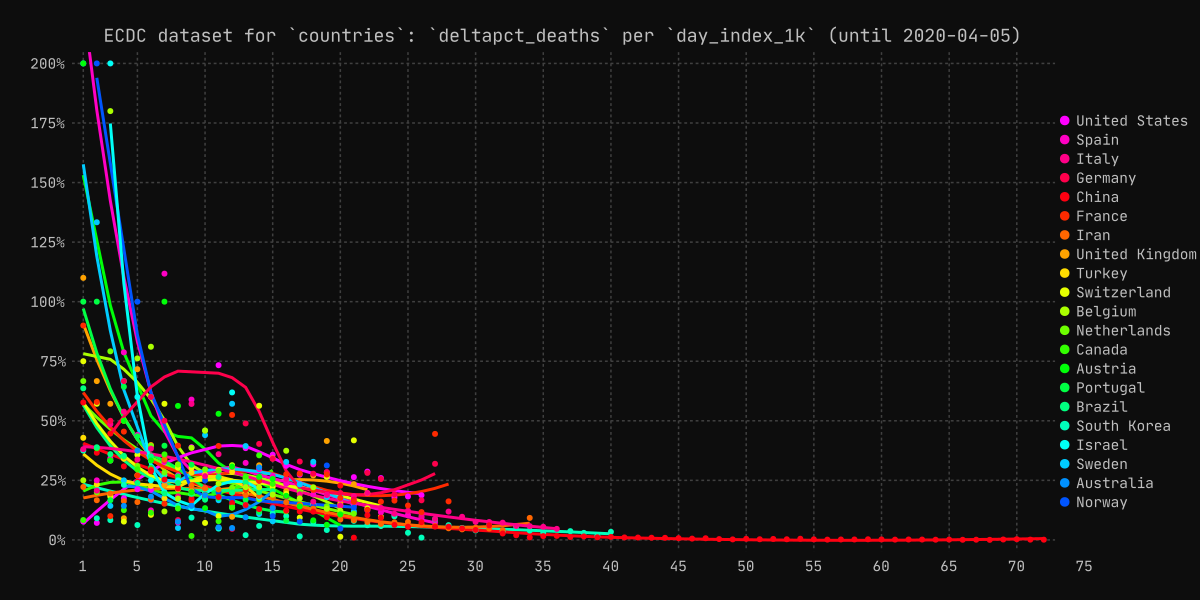 ECDC dataset for `countries`: `deltapct_deaths` per `day_index_1k` (until 2020-04-05)
200%
175%
150%
125%
100%
75%
50%
25%
0%
1 5 10 15 20 25 30 35 40 45 50 55 60 65 70 75
United States
Spain
Italy
Germany
China
France
Iran
United Kingdom
Turkey
Switzerland
Belgium
Netherlands
Canada
Austria
Portugal
Brazil
South Korea
Israel
Sweden
Australia
Norway